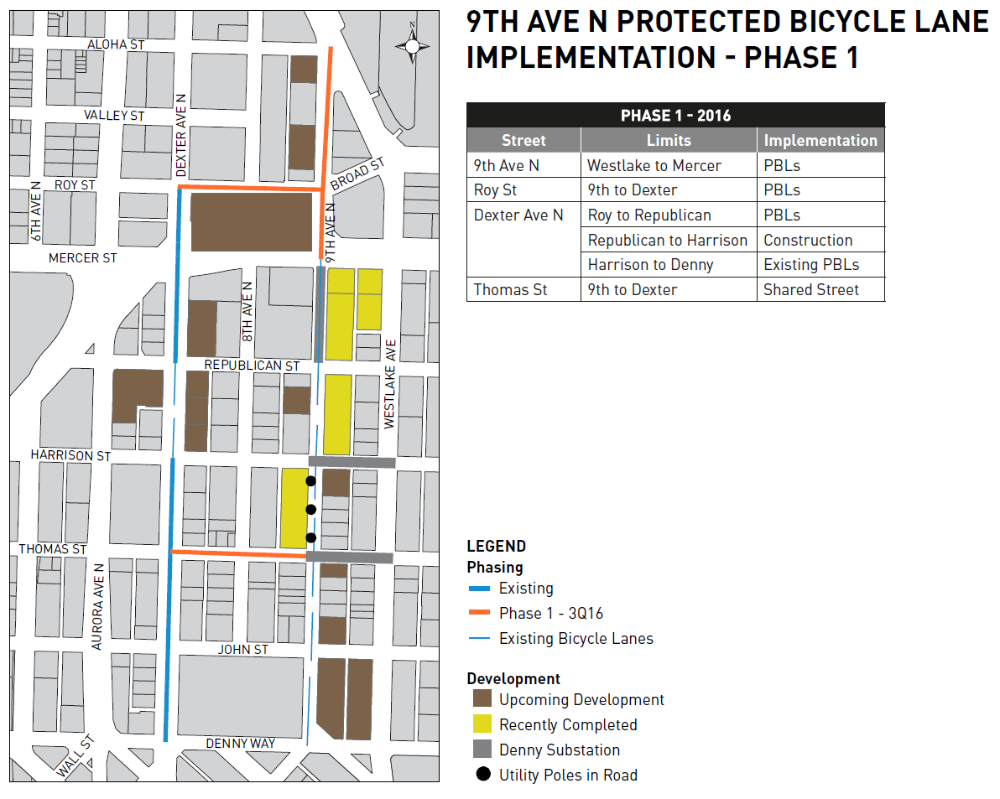 9TH AVE N PROTECTED BICYCLE LANE
IMPLEMENTATION - PHASE 1
PHASE 1 - 2016
Street Limits Implementation
9th Ave N Westlake to Mercer PBLs
Roy St 9th to Dexter PBLs
Dexter Ave N Roy to Republican PBLs
Republican to Harrison Construction
Harrison to Denny Existing PBLs
Thomas St 9th to Dexter Shared Street
N
ALOHA ST
VALLEY ST
DEXTER AVE N
ROY ST
BROAD ST
6TH AVE N
9TH AVE N
MERCER ST
8TH AVE N
REPUBLICAN ST
WESTLAKE AVE
HARRISON ST
THOMAS ST
AURORA AVE N
JOHN ST
DENNY WAY
WALL ST
LEGEND
Phasing
Existing
Phase 1 - 3Q16
Existing Bicycle Lanes
Development
Upcoming Development
Recently Completed
Denny Substation
Utility Poles in Road